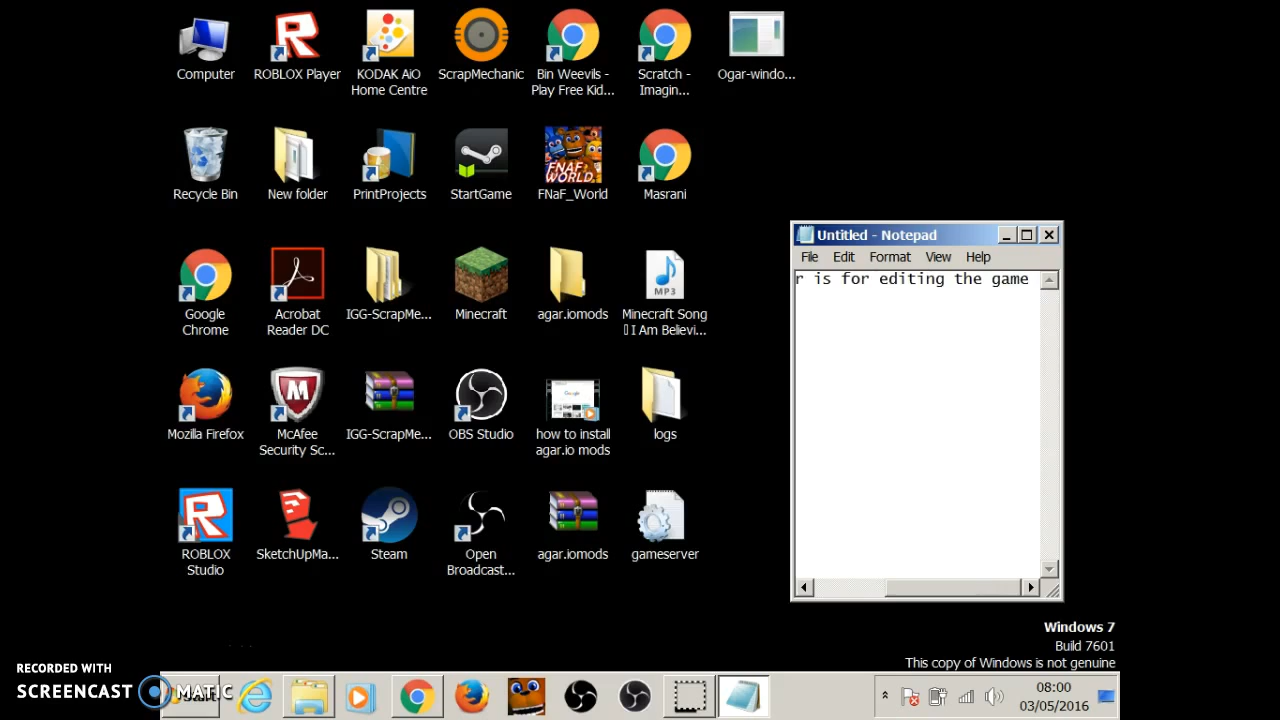 Computer
ROBLOX Player
KODAK AiO
Home Centre
ScrapMechanic
Bin Weevils -
Play Free Kid...
Scratch -
Imagin...
Ogar-windo...
Recycle Bin
New folder
PrintProjects
StartGame
FNAF
WORLD
FNaF_World
Masrani
Google
Chrome
Acrobat
Reader DC
IGG-ScrapMe...
Minecraft
agar.iomods
MP3
Minecraft Song
I Am Believi...
Mozilla Firefox
McAfee
Security Sc...
IGG-ScrapMe...
OBS Studio
Google
how to install
agar.io mods
logs
ROBLOX
Studio
SketchUpMa...
Steam
Open
Broadcast...
agar.iomods
gameserver
Untitled - Notepad
File Edit Format View Help
r is for editing the game
Windows 7
Build 7601
This copy of Windows is not genuine
RECORDED WITH
SCREENCAST MATIC
Start
08:00
03/05/2016